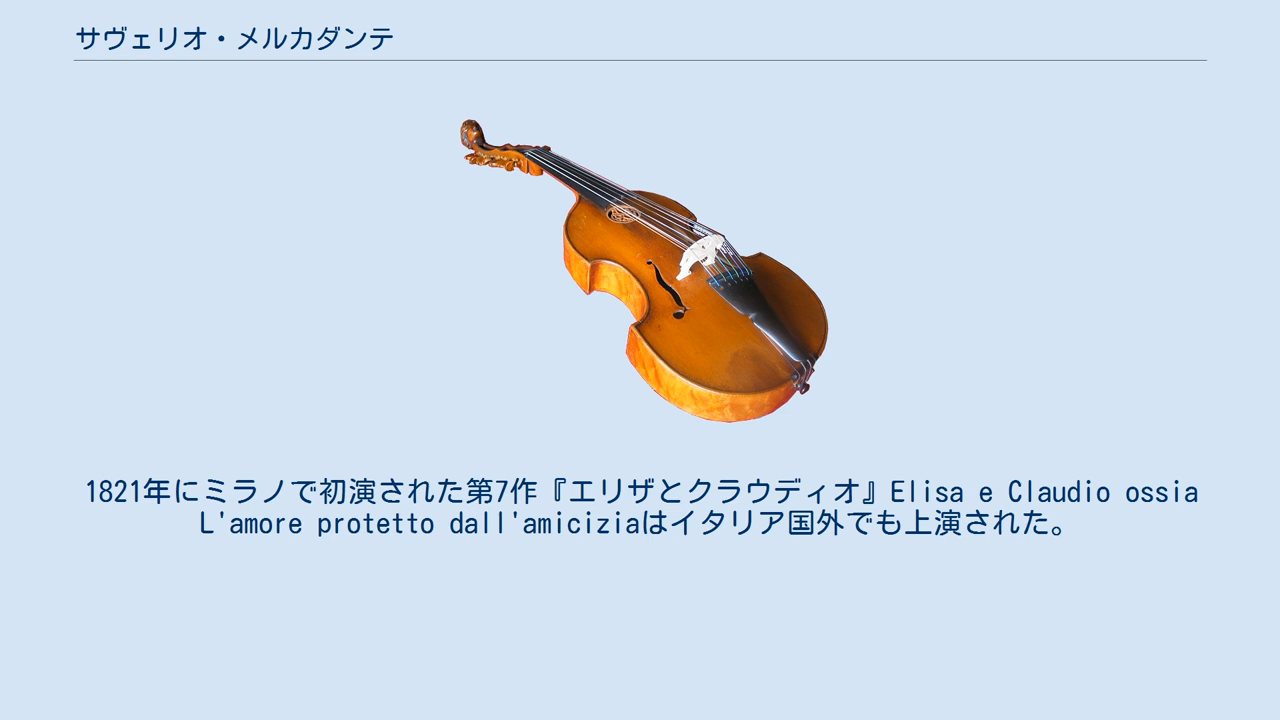 サヴェリオ・メルカダンテ
1821年にミラノで初演された第7作『エリザとクラウディオ』Elisa e Claudio ossia
L'amore protetto dall'amiciziaはイタリア国外でも上演された。